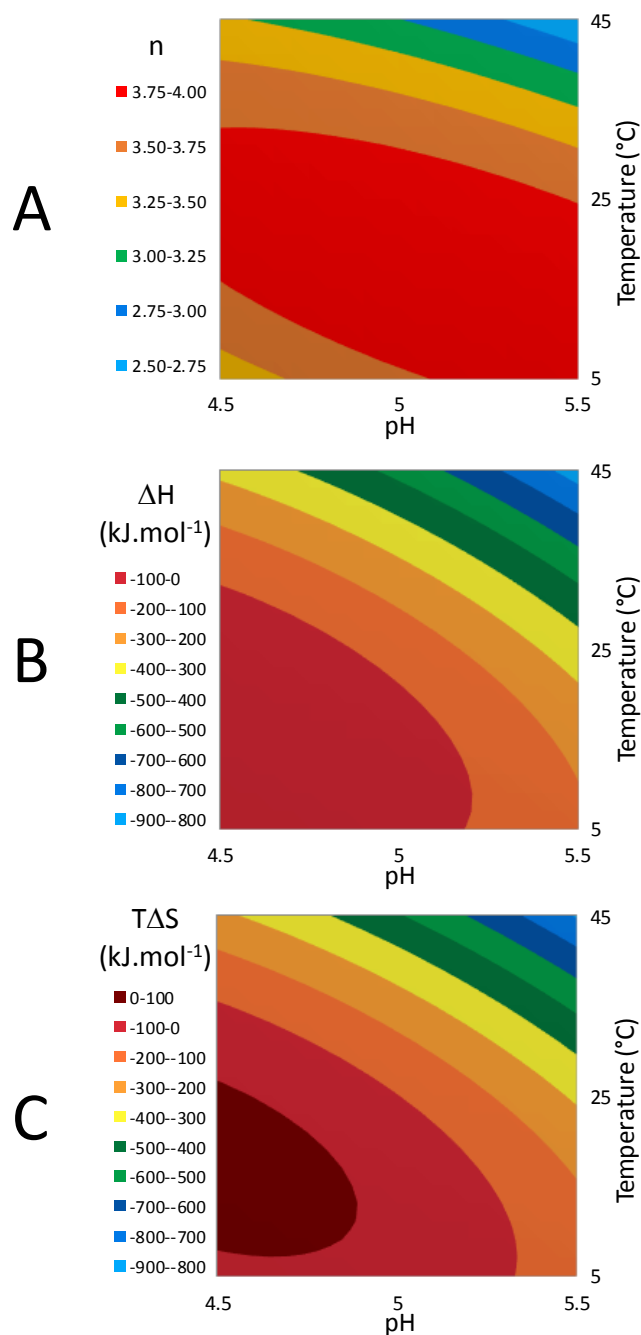 A
n
3.75-4.00
3.50-3.75
3.25-3.50
3.00-3.25
2.75-3.00
2.50-2.75
45
25
5
Temperature (°C)
4.5 5 5.5
pH
B
ΔH
(kJ.mol⁻¹)
-100-0
-200--100
-300--200
-400--300
-500--400
-600--500
-700--600
-800--700
-900--800
45
25
5
Temperature (°C)
4.5 5 5.5
pH
C
TΔS
(kJ.mol⁻¹)
0-100
-100-0
-200--100
-300--200
-400--300
-500--400
-600--500
-700--600
-800--700
-900--800
45
25
5
Temperature (°C)
4.5 5 5.5
pH